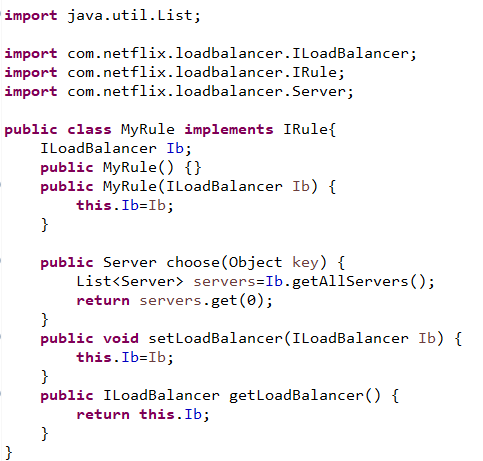 import java.util.List;

import com.netflix.loadbalancer.ILoadBalancer;
import com.netflix.loadbalancer.IRule;
import com.netflix.loadbalancer.Server;

public class MyRule implements IRule{
    ILoadBalancer Ib;
    public MyRule() {}
    public MyRule(ILoadBalancer Ib) {
        this.Ib=Ib;
    }

    public Server choose(Object key) {
        List<Server> servers=Ib.getAllServers();
        return servers.get(0);
    }
    public void setLoadBalancer(ILoadBalancer Ib) {
        this.Ib=Ib;
    }
    public ILoadBalancer getLoadBalancer() {
        return this.Ib;
    }
}